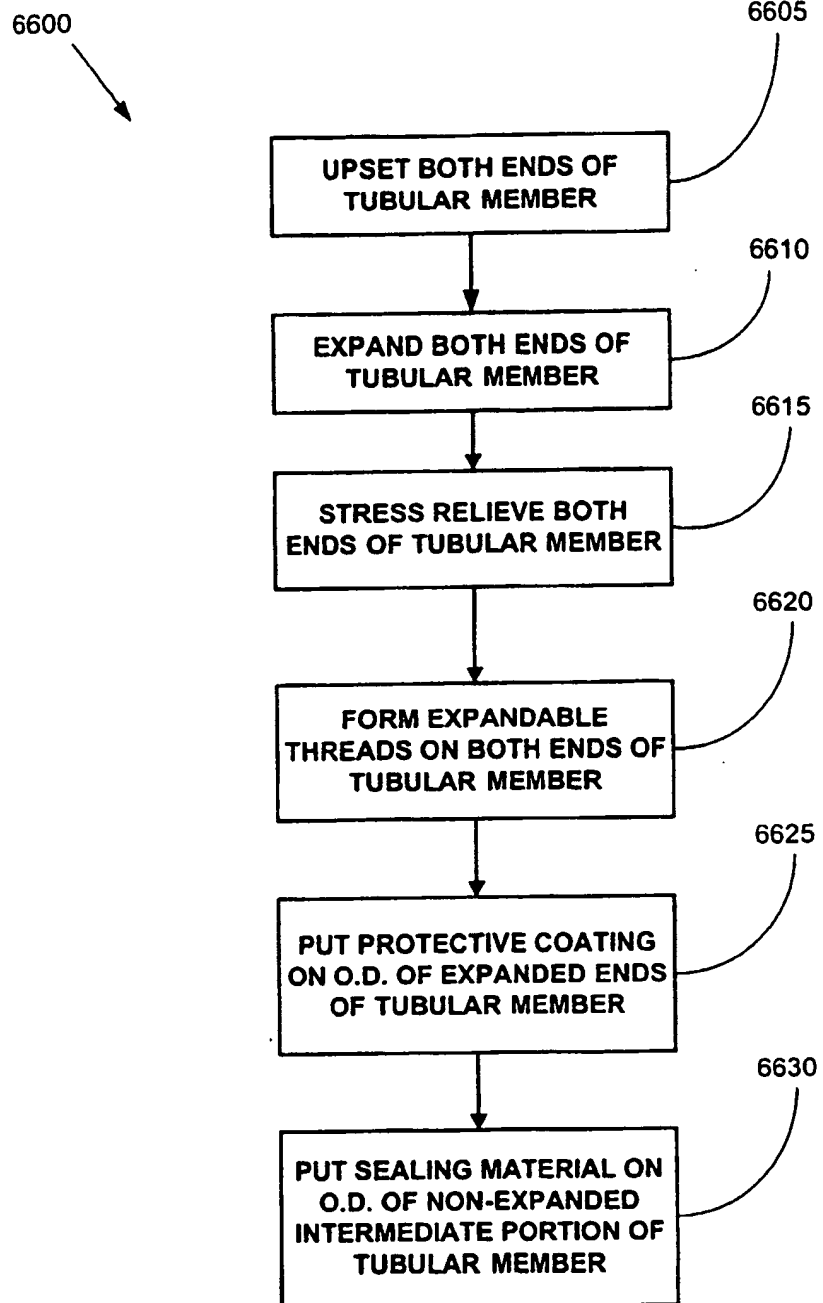 6600
6605
UPSET BOTH ENDS OF
TUBULAR MEMBER
6610
EXPAND BOTH ENDS OF
TUBULAR MEMBER
6615
STRESS RELIEVE BOTH
ENDS OF TUBULAR MEMBER
6620
FORM EXPANDABLE
THREADS ON BOTH ENDS OF
TUBULAR MEMBER
6625
PUT PROTECTIVE COATING
ON O.D. OF EXPANDED ENDS
OF TUBULAR MEMBER
6630
PUT SEALING MATERIAL ON
O.D. OF NON-EXPANDED
INTERMEDIATE PORTION OF
TUBULAR MEMBER